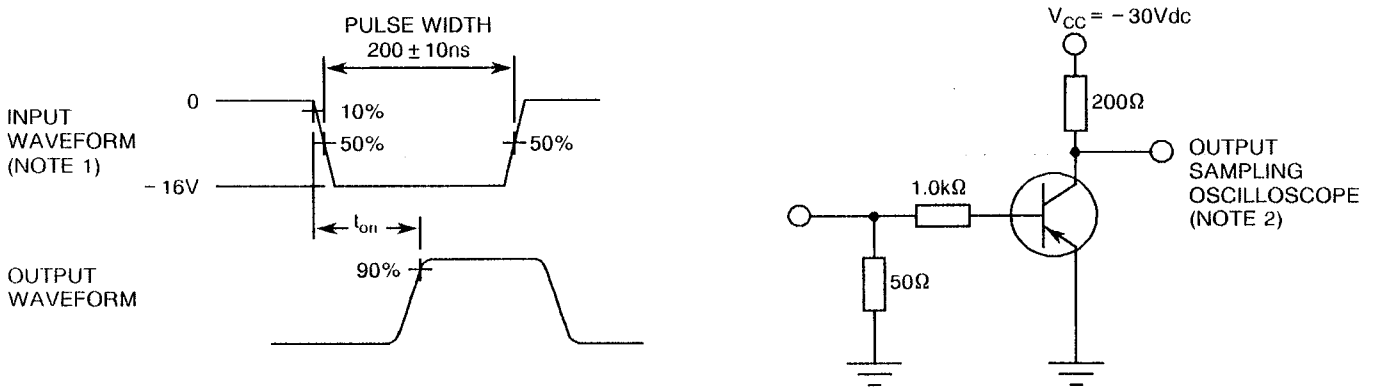 PULSE WIDTH
200 ± 10ns
0
10%
INPUT
WAVEFORM
(NOTE 1)
50%
50%
– 16V
t_on
90%
OUTPUT
WAVEFORM
V_CC = – 30Vdc
200Ω
OUTPUT
SAMPLING
OSCILLOSCOPE
(NOTE 2)
1.0kΩ
50Ω